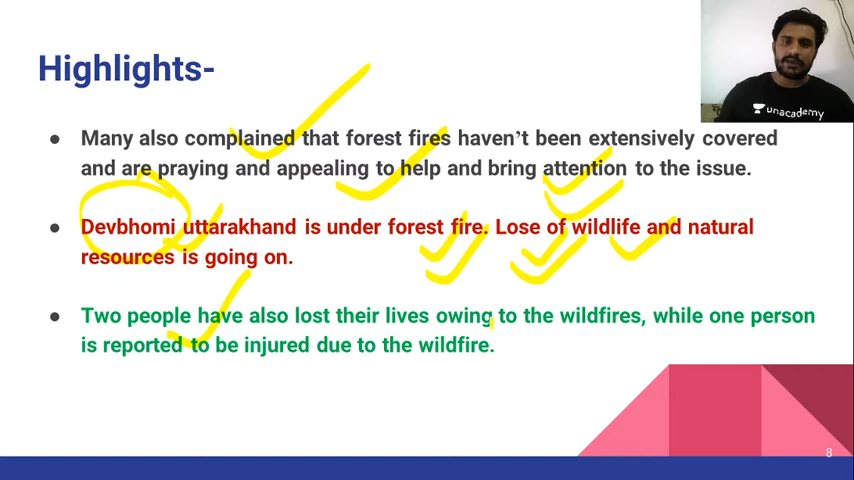 Highlights-
unacademy
● Many also complained that forest fires haven't been extensively covered
and are praying and appealing to help and bring attention to the issue.
● Devbhomi uttarakhand is under forest fire. Lose of wildlife and natural
resources is going on.
● Two people have also lost their lives owing to the wildfires, while one person
is reported to be injured due to the wildfire.
8